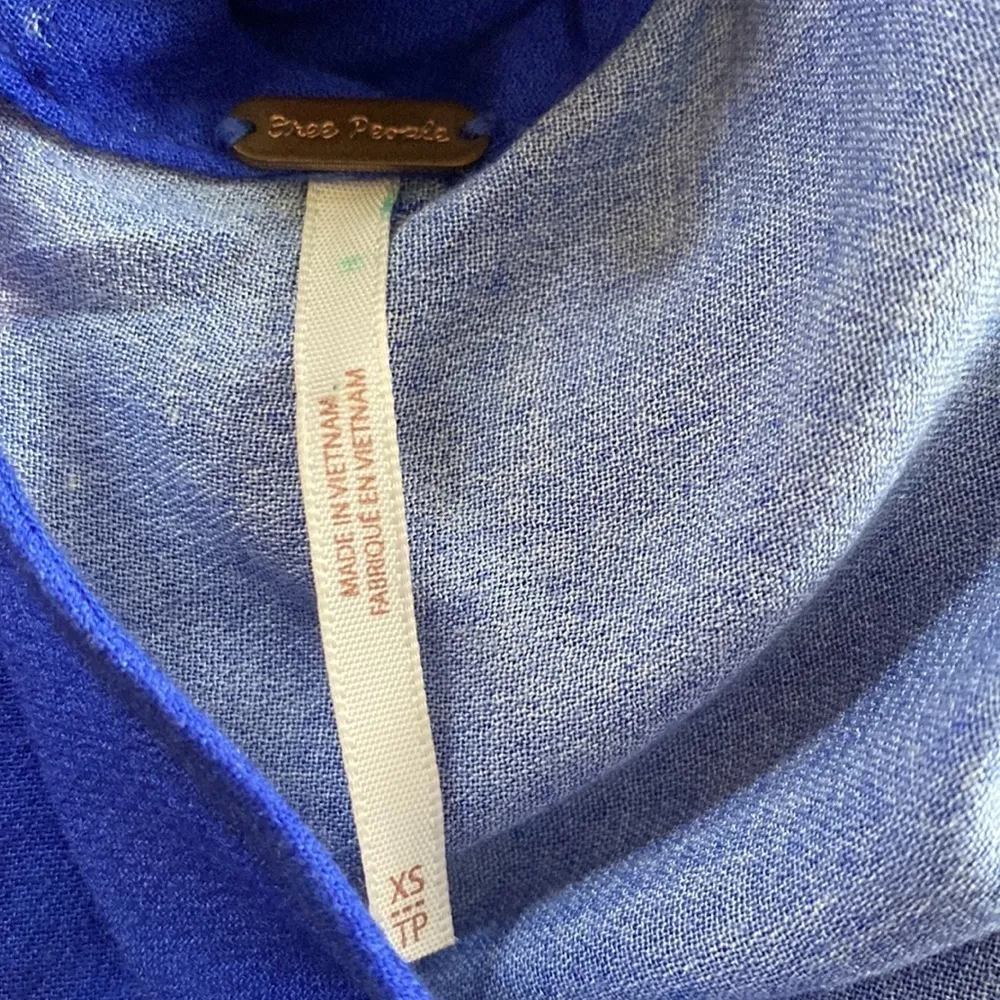 Free People
MADE IN VIETNAM
FABRIQUÉ EN VIETNAM
XS
TP